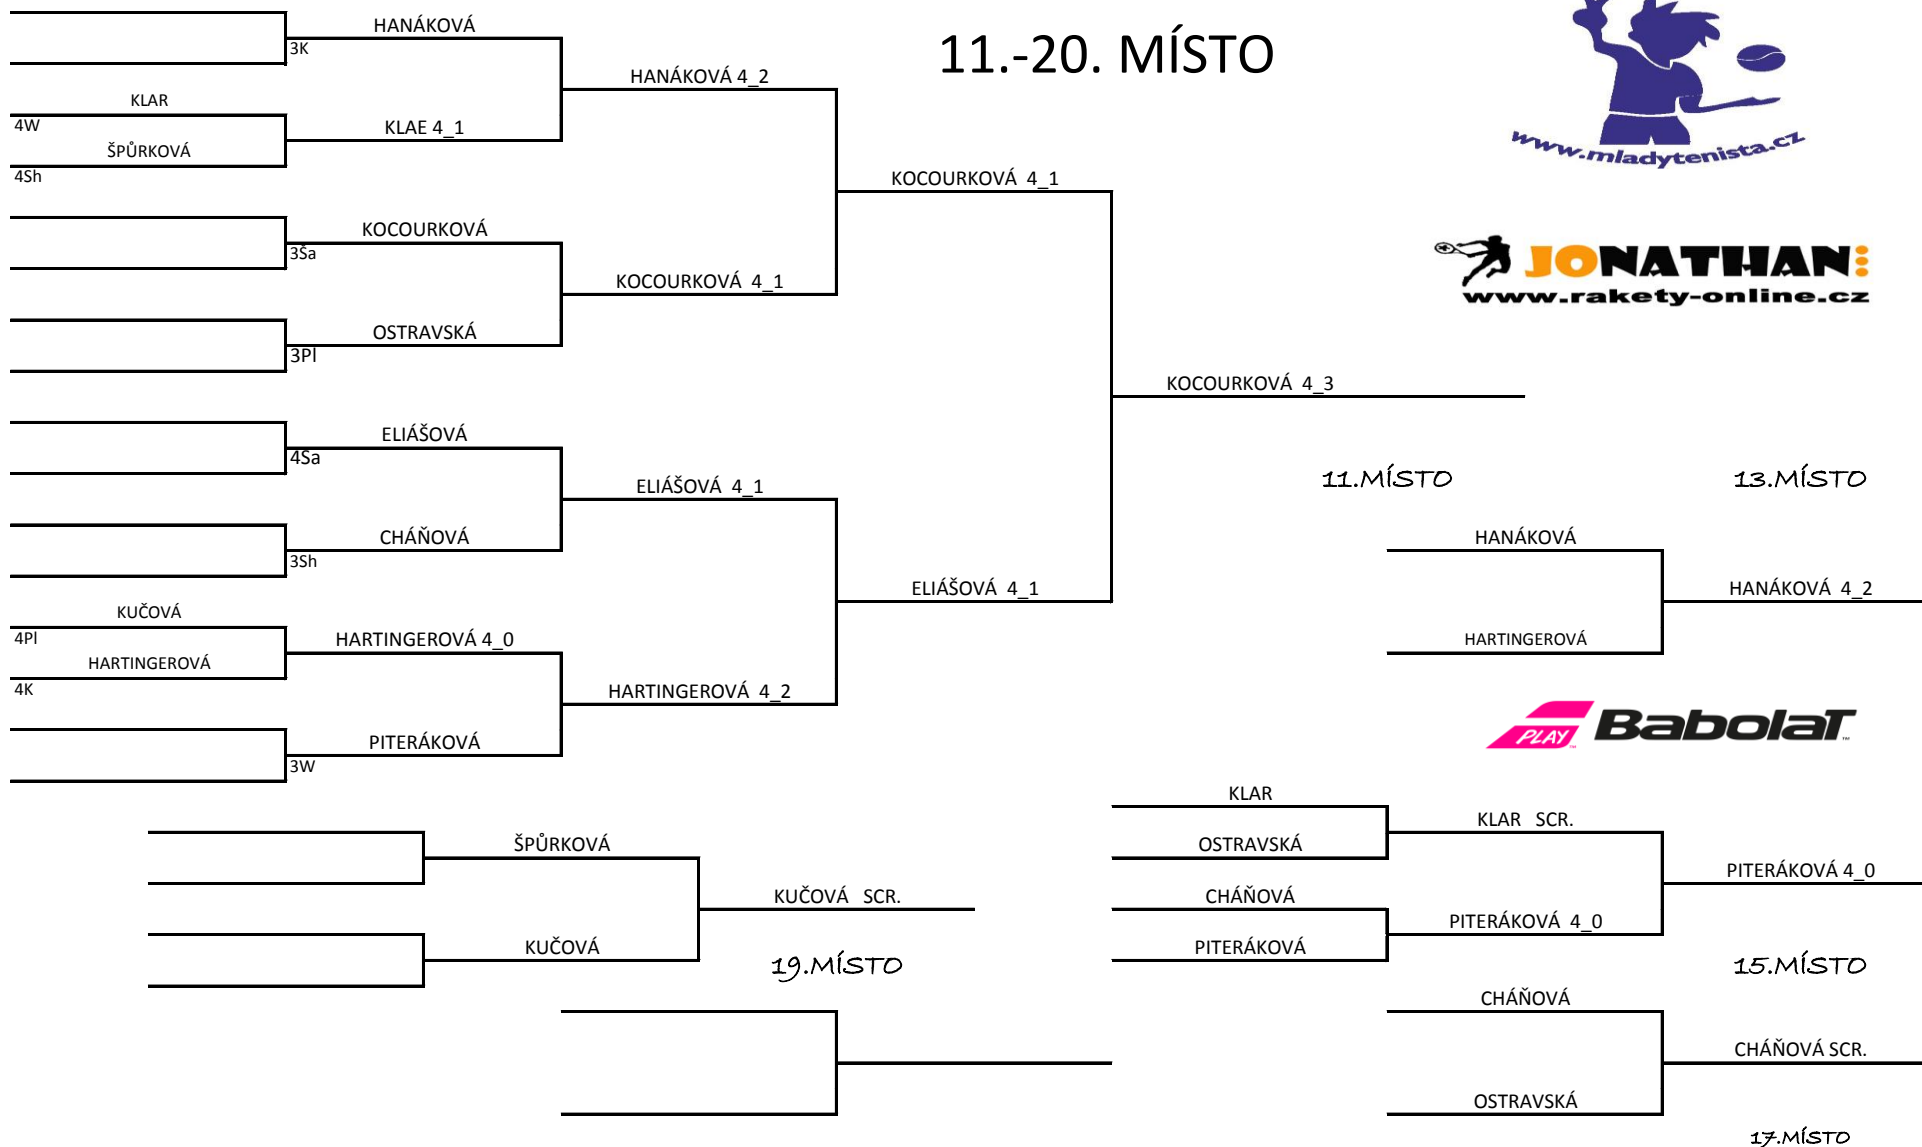 HANÁKOVÁ
3K
11.-20. MÍSTO
HANÁKOVÁ 4_2
KLAR
4W
KLAE 4_1
ŠPŮRKOVÁ
4Sh
www.mladytenista.cz
KOCOURKOVÁ 4_1
KOCOURKOVÁ
3Ša
JONATHAN
www.rakety-online.cz
KOCOURKOVÁ 4_1
OSTRAVSKÁ
3Pl
KOCOURKOVÁ 4_3
ELIÁŠOVÁ
4Sa
11.MÍSTO
13.MÍSTO
ELIÁŠOVÁ 4_1
CHÁŇOVÁ
3Sh
HANÁKOVÁ
ELIÁŠOVÁ 4_1
HANÁKOVÁ 4_2
KUČOVÁ
4Pl
HARTINGEROVÁ 4_0
HARTINGEROVÁ
HARTINGEROVÁ
4K
HARTINGEROVÁ 4_2
PITERÁKOVÁ
3W
PLAY BABOLAT
KLAR
KLAR SCR.
OSTRAVSKÁ
ŠPŮRKOVÁ
PITERÁKOVÁ 4_0
KUČOVÁ SCR.
CHÁŇOVÁ
PITERÁKOVÁ 4_0
KUČOVÁ
PITERÁKOVÁ
19.MÍSTO
15.MÍSTO
CHÁŇOVÁ
CHÁŇOVÁ SCR.
OSTRAVSKÁ
17.MÍSTO